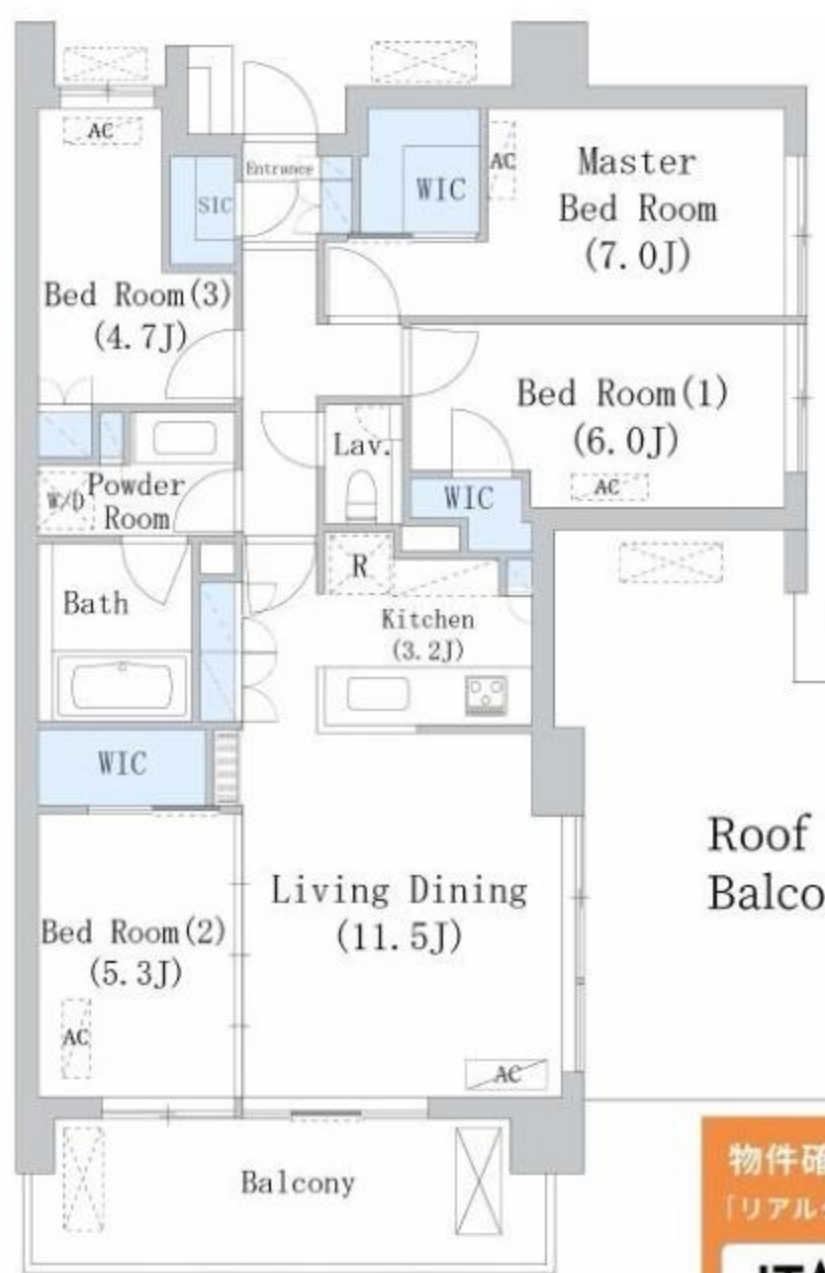 AC
Entrance
SIC
WIC
AC
Master
Bed Room
(7.0J)
Bed Room(3)
(4.7J)
Bed Room(1)
(6.0J)
AC
Lav.
WIC
W/D
Powder
Room
R
Bath
Kitchen
(3.2J)
WIC
Roof
Balco
Living Dining
(11.5J)
Bed Room(2)
(5.3J)
AC
AC
Balcony
物件確
「リアル